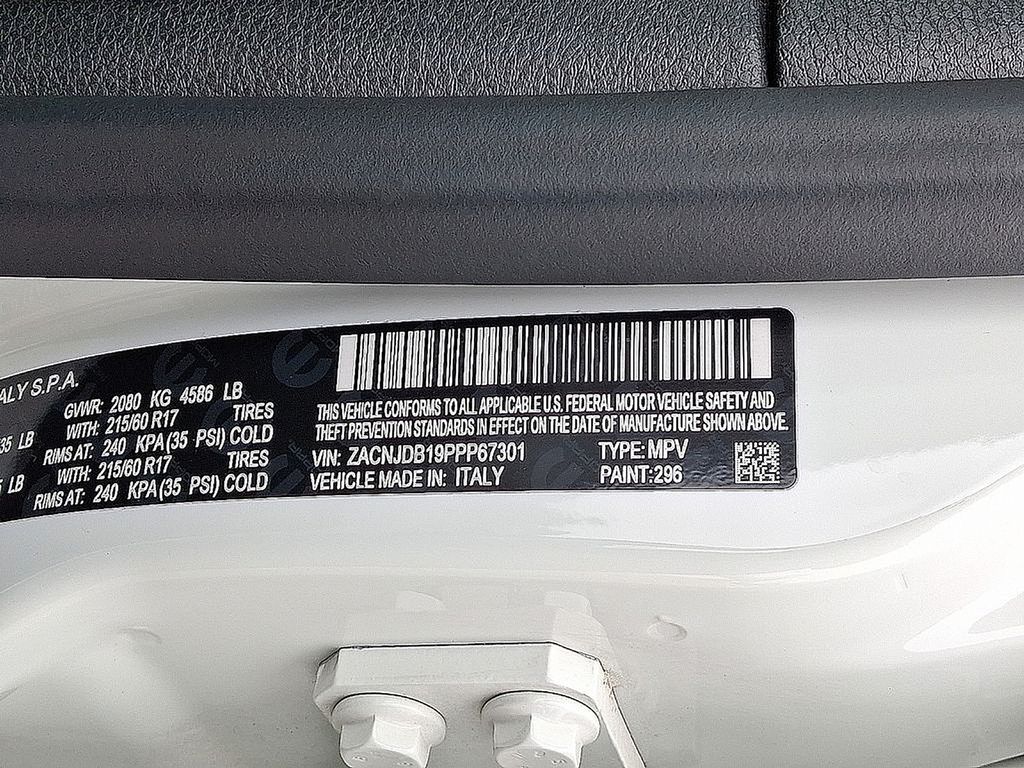 ALY S.P.A.
GVWR: 2080 KG 4586 LB
35 LB WITH: 215/60 R17 TIRES
RIMS AT: 240 KPA(35 PSI) COLD
LB WITH: 215/60 R17 TIRES
RIMS AT: 240 KPA(35 PSI) COLD
THIS VEHICLE CONFORMS TO ALL APPLICABLE U.S. FEDERAL MOTOR VEHICLE SAFETY AND
THEFT PREVENTION STANDARDS IN EFFECT ON THE DATE OF MANUFACTURE SHOWN ABOVE.
VIN: ZACNJDB19PPP67301 TYPE: MPV
VEHICLE MADE IN: ITALY PAINT:296